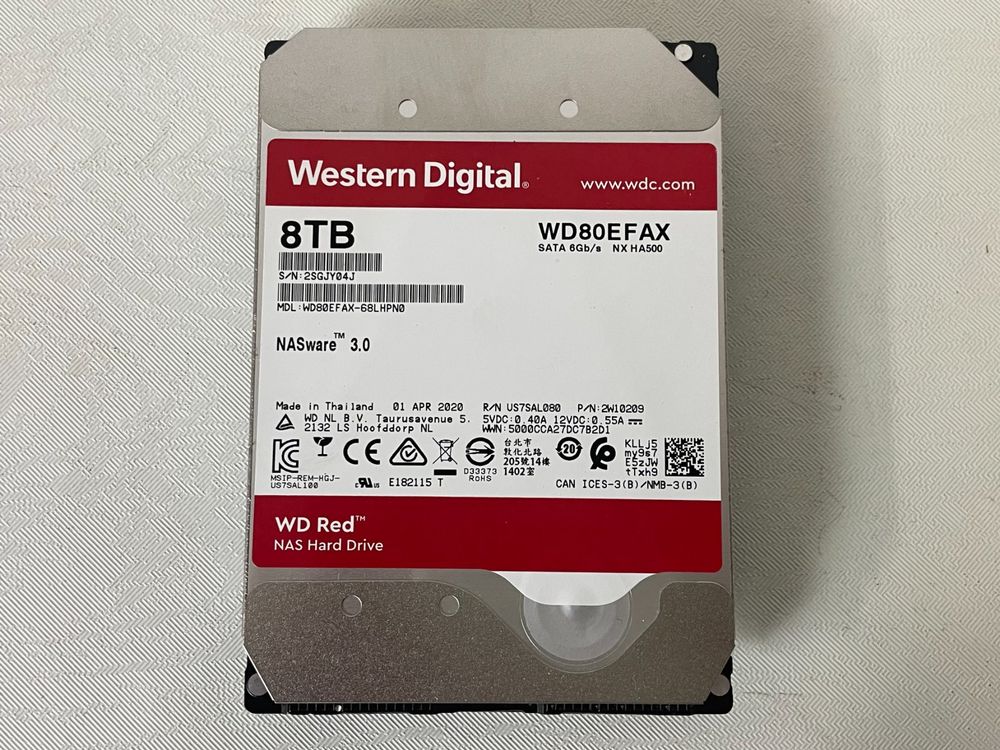 Western Digital®
www.wdc.com
8TB
WD80EFAX
SATA 6Gb/s NX HA500
S/N:2SGJY04J
MDL:WD80EFAX-68LHPN0
NASware™ 3.0
Made in Thailand 01 APR 2020 R/N US7SAL080 P/N:2W10209
WD NL B.V. Taurusavenue 5. 5VDC:0.40A 12VDC:0.55A
2132 LS Hoofddorp NL WWN:5000CCA27DC7B2D1
台北市
敦化北路
205號14樓
1402室
20
KLLj5
my9s7
E5zJW
tTxh9
D33373
RoHS
MSIP-REM-HGJ-
US7SAL100
E182115 T
CAN ICES-3(B)/NMB-3(B)
WD Red™
NAS Hard Drive